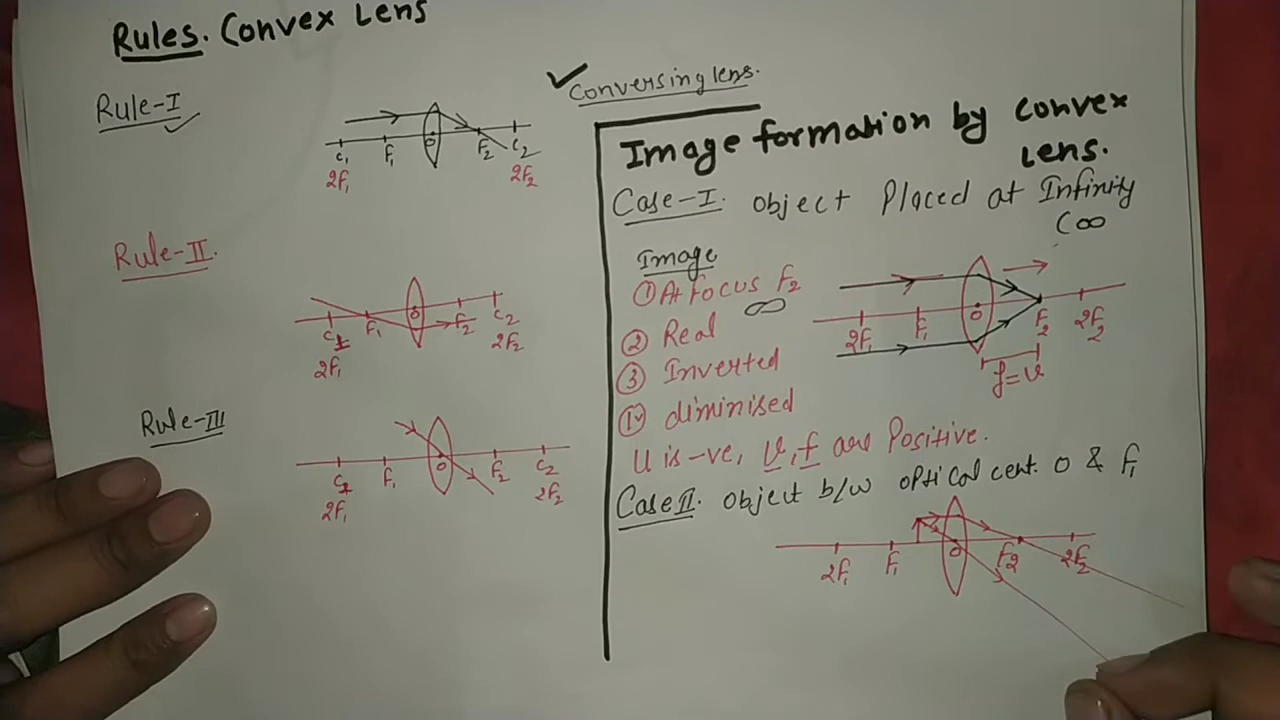 Rules. Convex Lens
Rule-I
C1 F1 O F2 C2
2F1 2F2
Rule-II.
C1 F1 O F2 C2
2F1 2F2
Rule-III
C1 F1 O F2 C2
2F1 2F2
✓ Conversing lens.
Image formation by convex
lens.
Case-I. object Placed at Infinity
(∞
Image
① At focus F2
∞
② Real
③ Inverted
④ diminised
2F1 F1 O F2 2F2
f=v
U is -ve, v, f are Positive.
Case II. object b/w optical cent. O & F1
2F1 F1 O F2 2F2